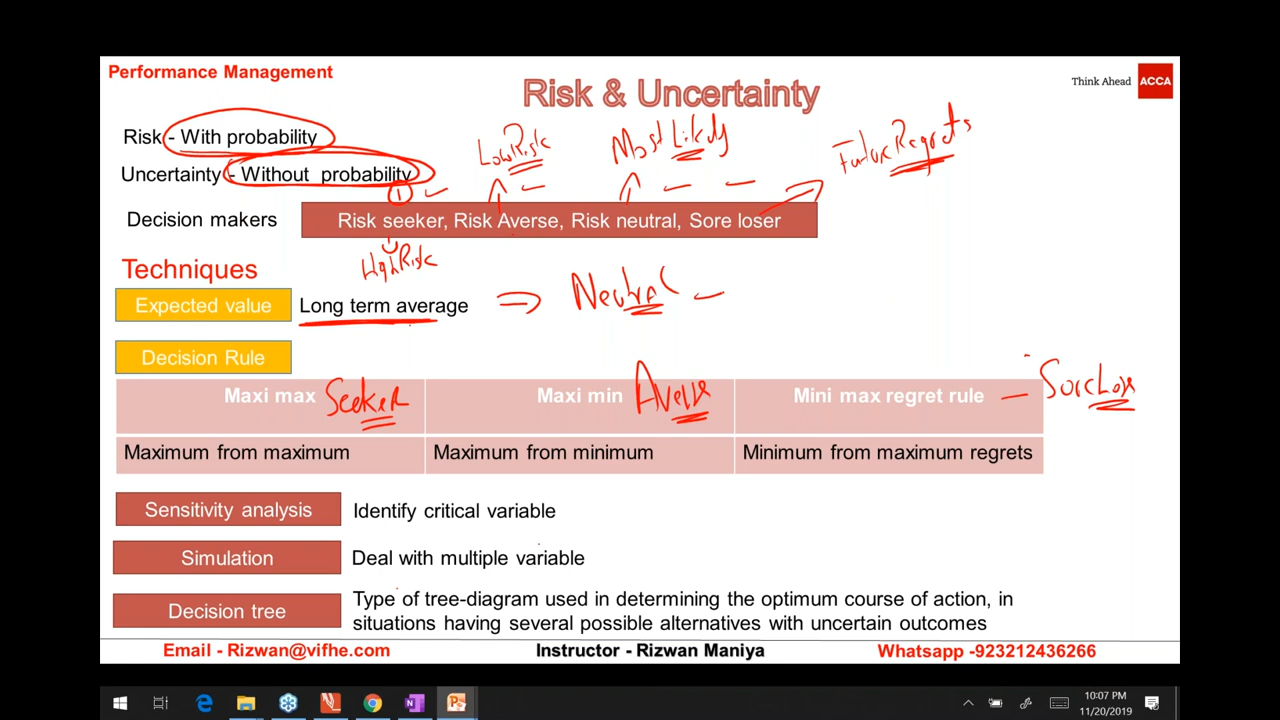 Performance Management
Think Ahead ACCA
Risk & Uncertainty
Risk - With probability
Low Risk
Most Likely
Future Regrets
Uncertainty - Without probability
1
Decision makers
Risk seeker, Risk Averse, Risk neutral, Sore loser
High Risk
Techniques
Expected value Long term average ⇒ Neutral
Decision Rule
Maxi max Seeker Maxi min Averse Mini max regret rule - Sore Loser
Maximum from maximum Maximum from minimum Minimum from maximum regrets
Sensitivity analysis Identify critical variable
Simulation Deal with multiple variable
Decision tree
Type of tree-diagram used in determining the optimum course of action, in
situations having several possible alternatives with uncertain outcomes
Email - Rizwan@vifhe.com Instructor - Rizwan Maniya Whatsapp -923212436266
10:07 PM
11/20/2019